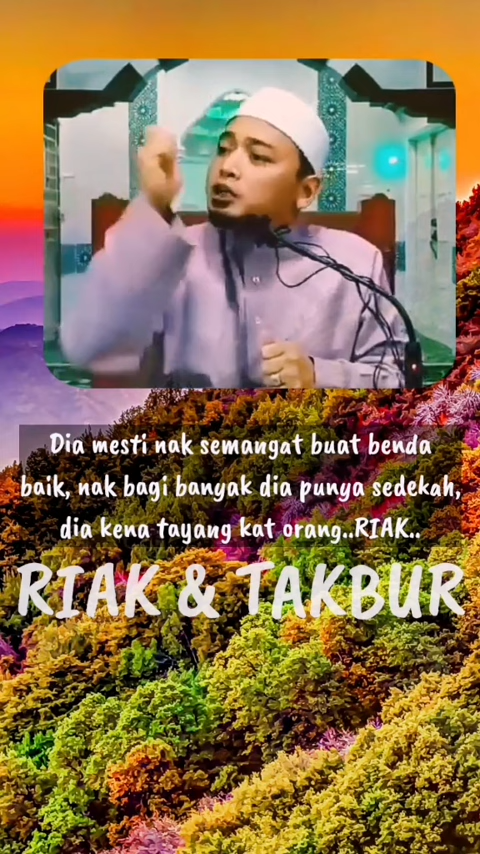 Dia mesti nak semangat buat benda
baik, nak bagi banyak dia punya sedekah,
dia kena tayang kat orang..RIAK..
RIAK & TAKBUR